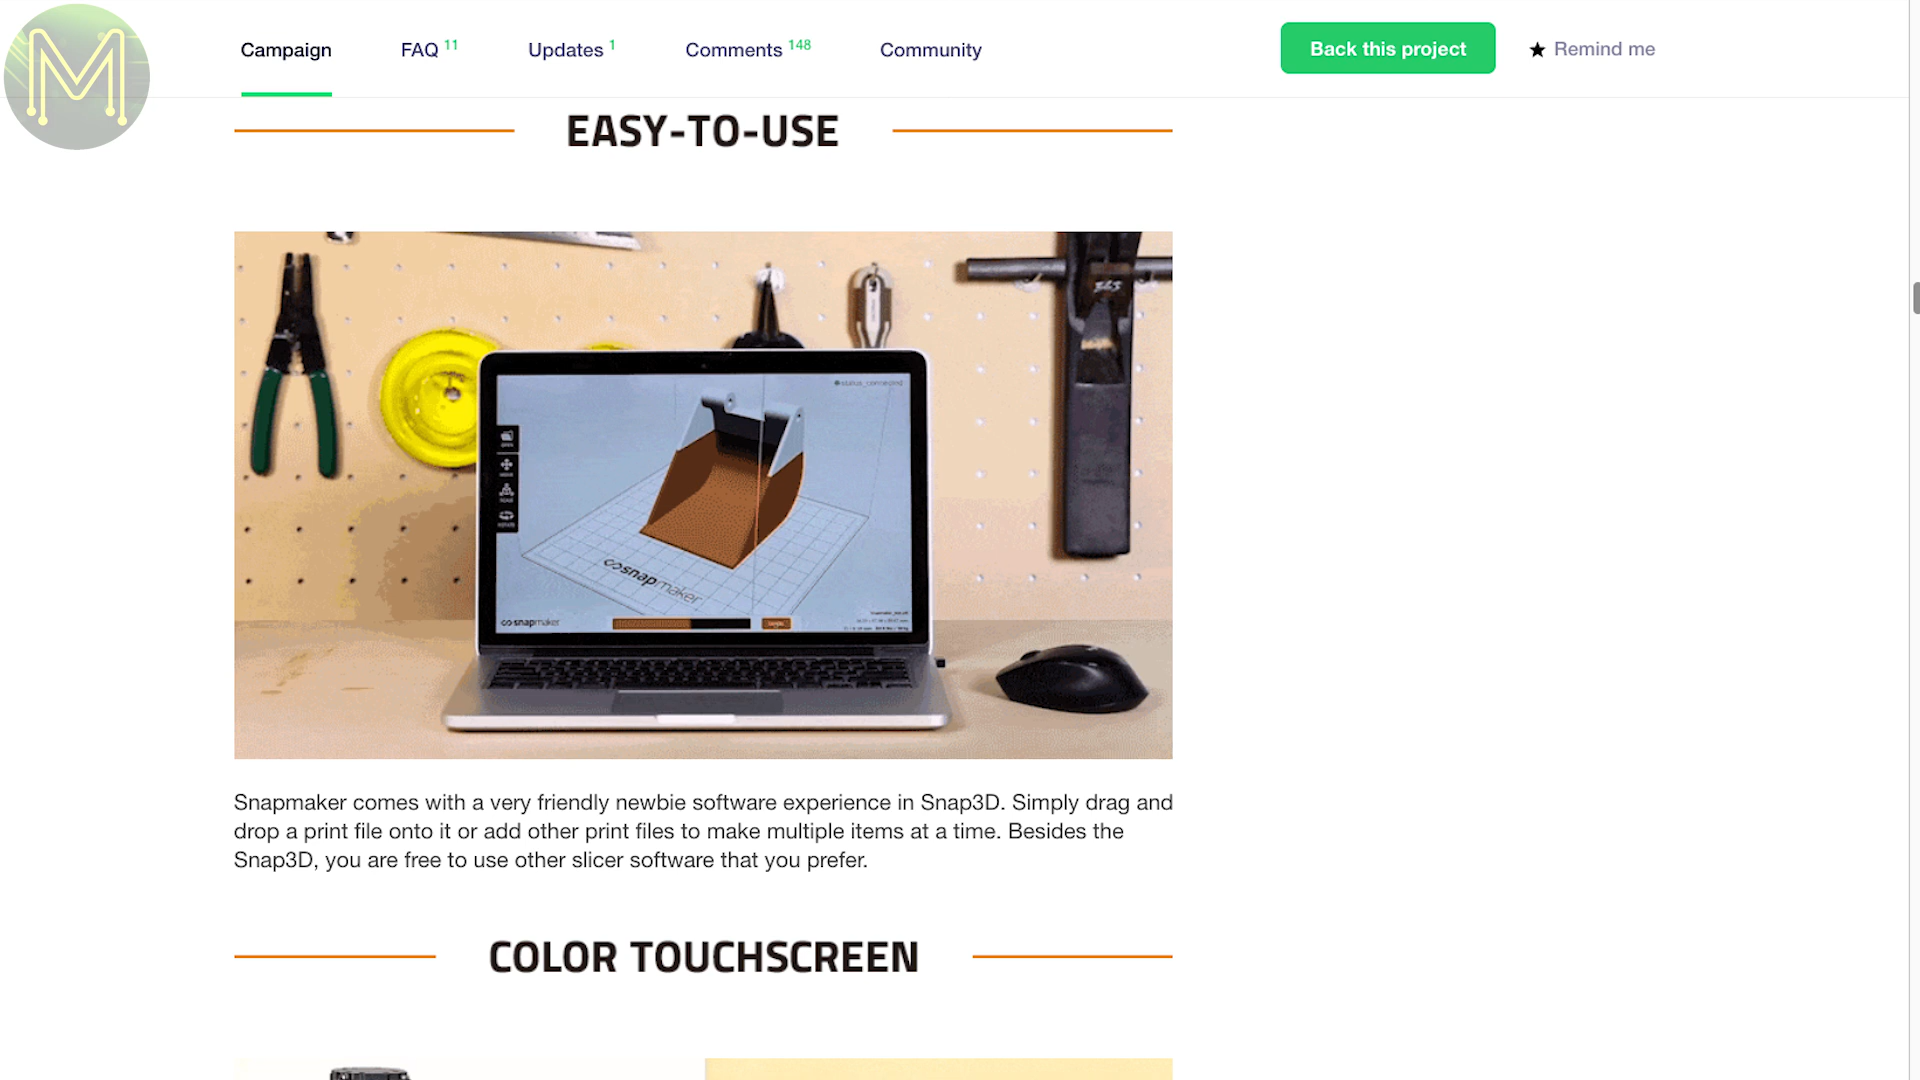 M
Campaign
FAQ 11
Updates 1
Comments 148
Community
Back this project
Remind me
EASY-TO-USE
status_connected
snapmaker
snapmaker
Snapmaker comes with a very friendly newbie software experience in Snap3D. Simply drag and
drop a print file onto it or add other print files to make multiple items at a time. Besides the
Snap3D, you are free to use other slicer software that you prefer.
COLOR TOUCHSCREEN